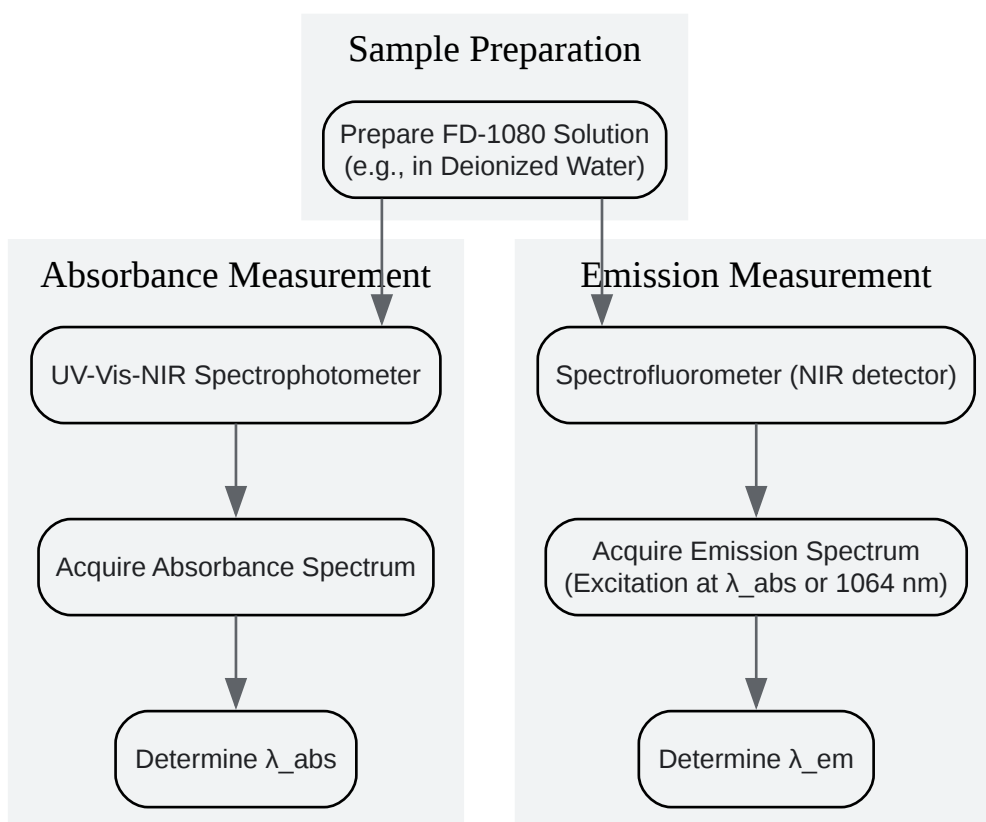 Sample Preparation
Prepare FD-1080 Solution
(e.g., in Deionized Water)
Absorbance Measurement
UV-Vis-NIR Spectrophotometer
Acquire Absorbance Spectrum
Determine λ_abs
Emission Measurement
Spectrofluorometer (NIR detector)
Acquire Emission Spectrum
(Excitation at λ_abs or 1064 nm)
Determine λ_em